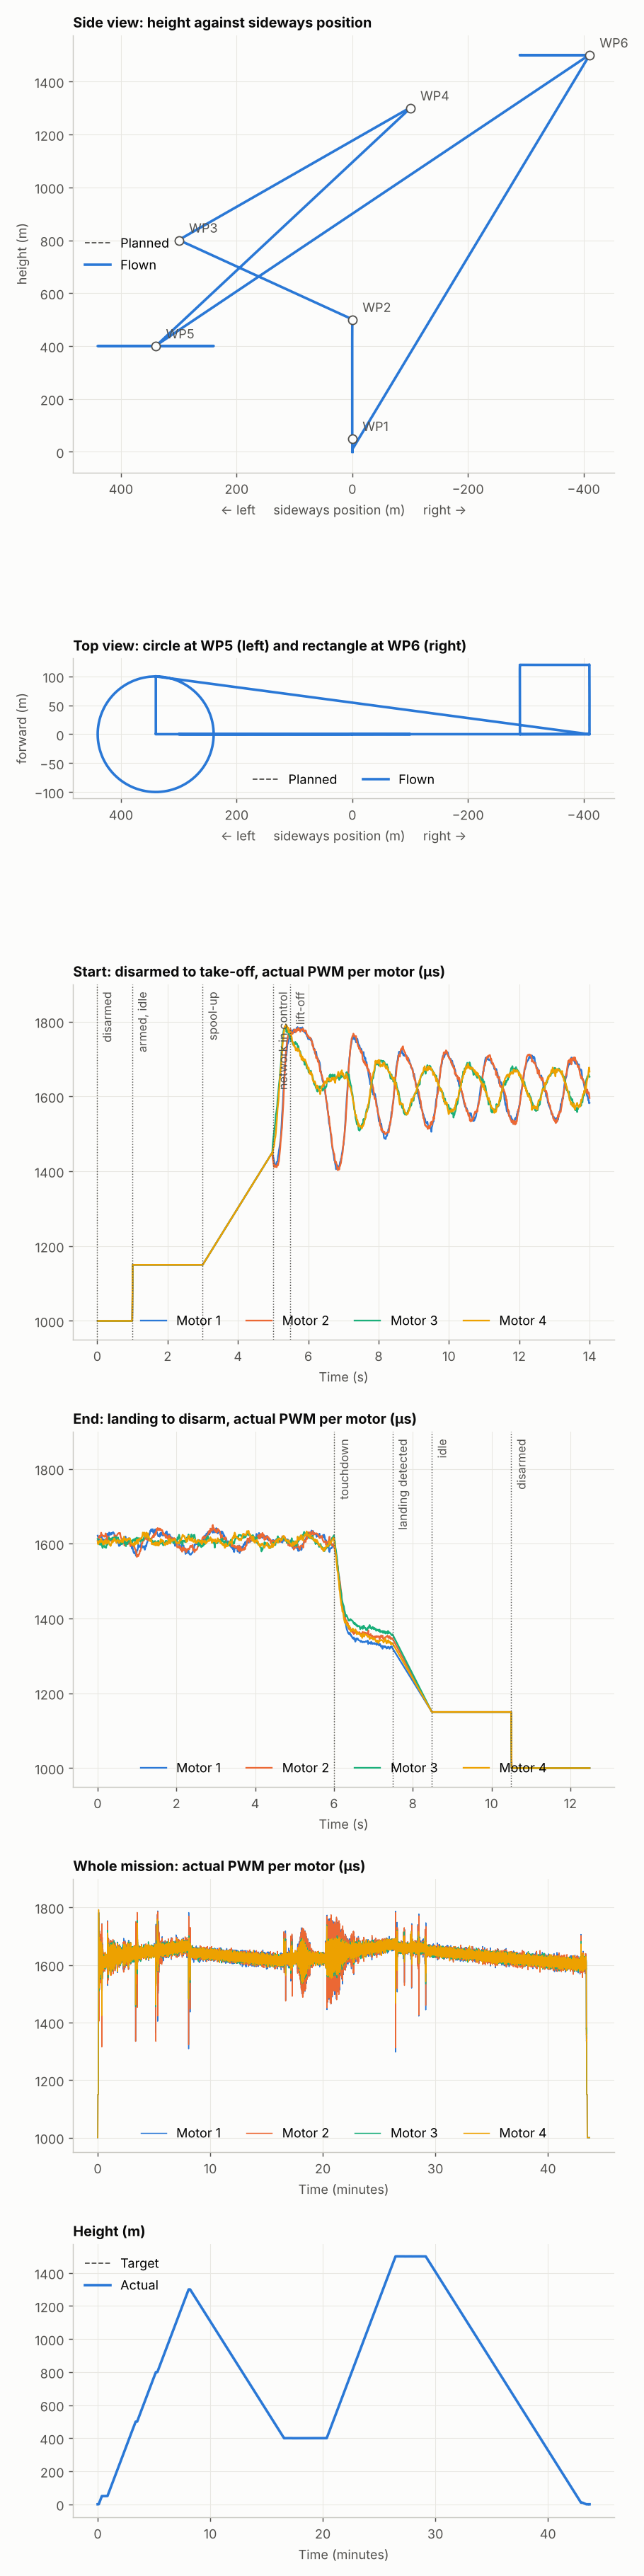 Side view: height against sideways position
WP6
1400
WP4
1200
1000
height (m)
800
WP3
Planned
Flown
600
WP2
400
WP5
200
WP1
0
400 200 0 −200 −400
← left sideways position (m) right →
Top view: circle at WP5 (left) and rectangle at WP6 (right)
forward (m)
100
50
0
−50
Planned Flown
−100
400 200 0 −200 −400
← left sideways position (m) right →
Start: disarmed to take-off, actual PWM per motor (µs)
disarmed
armed, idle
spool-up
network in control
lift-off
1800
1600
1400
1200
1000
Motor 1 Motor 2 Motor 3 Motor 4
0 2 4 6 8 10 12 14
Time (s)
End: landing to disarm, actual PWM per motor (µs)
touchdown
landing detected
idle
disarmed
1800
1600
1400
1200
1000
Motor 1 Motor 2 Motor 3 Motor 4
0 2 4 6 8 10 12
Time (s)
Whole mission: actual PWM per motor (µs)
1800
1600
1400
1200
1000
Motor 1 Motor 2 Motor 3 Motor 4
0 10 20 30 40
Time (minutes)
Height (m)
Target
Actual
1400
1200
1000
800
600
400
200
0
0 10 20 30 40
Time (minutes)